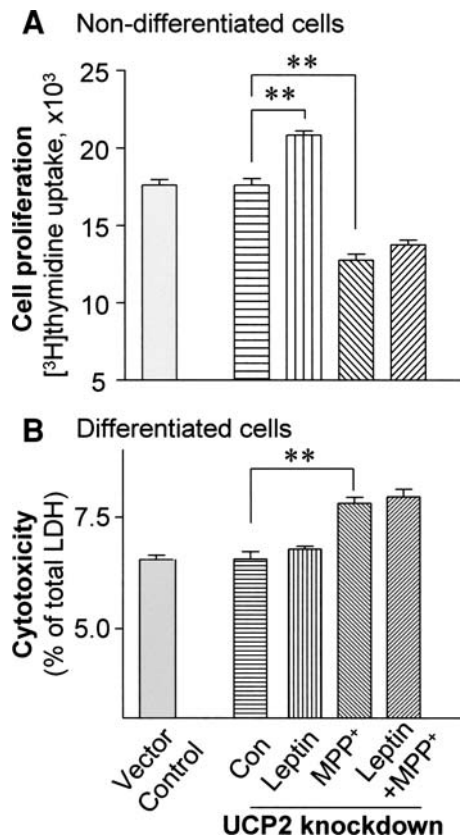 A Non-differentiated cells
Cell proliferation
[³H]thymidine uptake, x10³
25
20
15
10
5
**
**
B Differentiated cells
Cytotoxicity
(% of total LDH)
7.5
5.0
**
Vector
Control
Con
Leptin
MPP⁺
Leptin
+MPP⁺
UCP2 knockdown